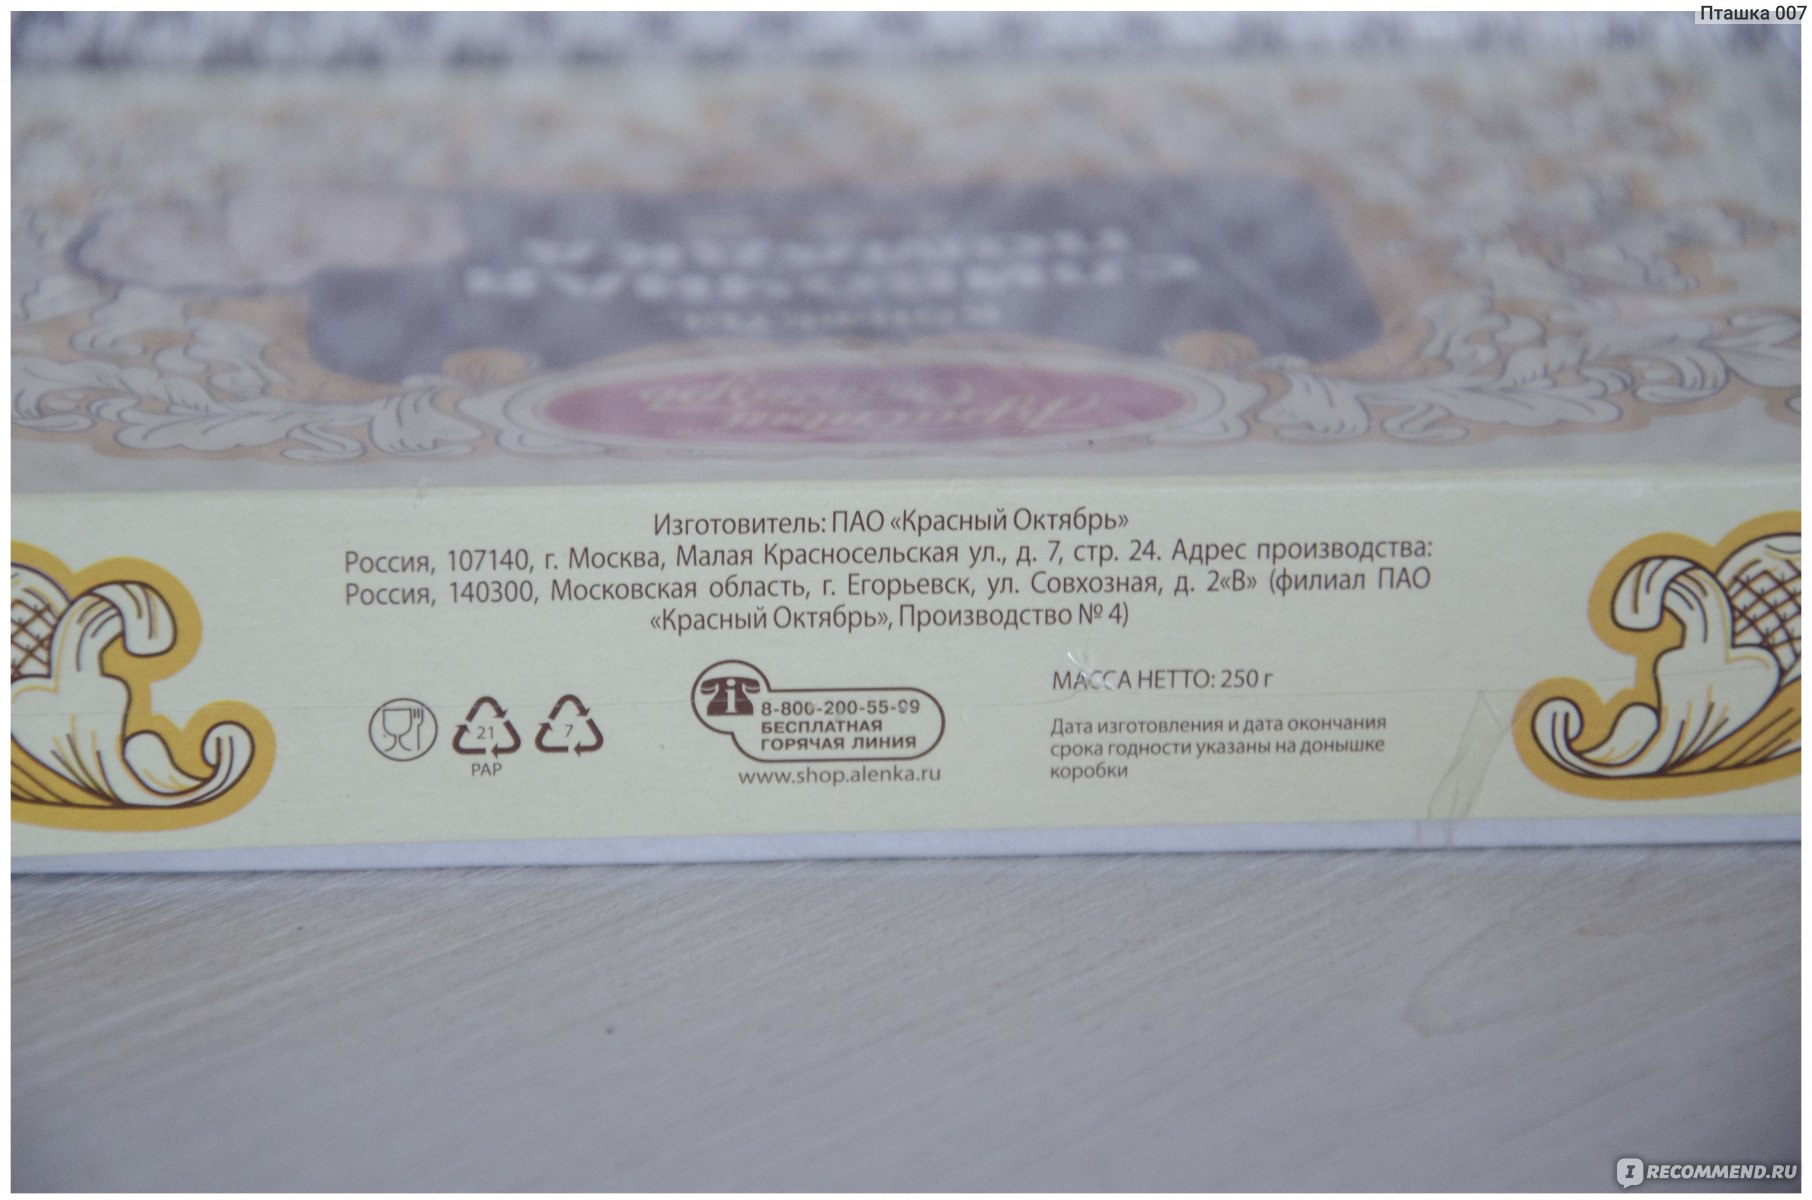 Пташка 007
Изготовитель: ПАО «Красный Октябрь»
Россия, 107140, г. Москва, Малая Красносельская ул., д. 7, стр. 24. Адрес производства:
Россия, 140300, Московская область, г. Егорьевск, ул. Совхозная, д. 2«В» (филиал ПАО
«Красный Октябрь», Производство № 4)
21
PAP
7
8-800-200-55-99
БЕСПЛАТНАЯ
ГОРЯЧАЯ ЛИНИЯ
www.shop.alenka.ru
МАССА НЕТТО: 250 г
Дата изготовления и дата окончания
срока годности указаны на донышке
коробки
IRECOMMEND.RU